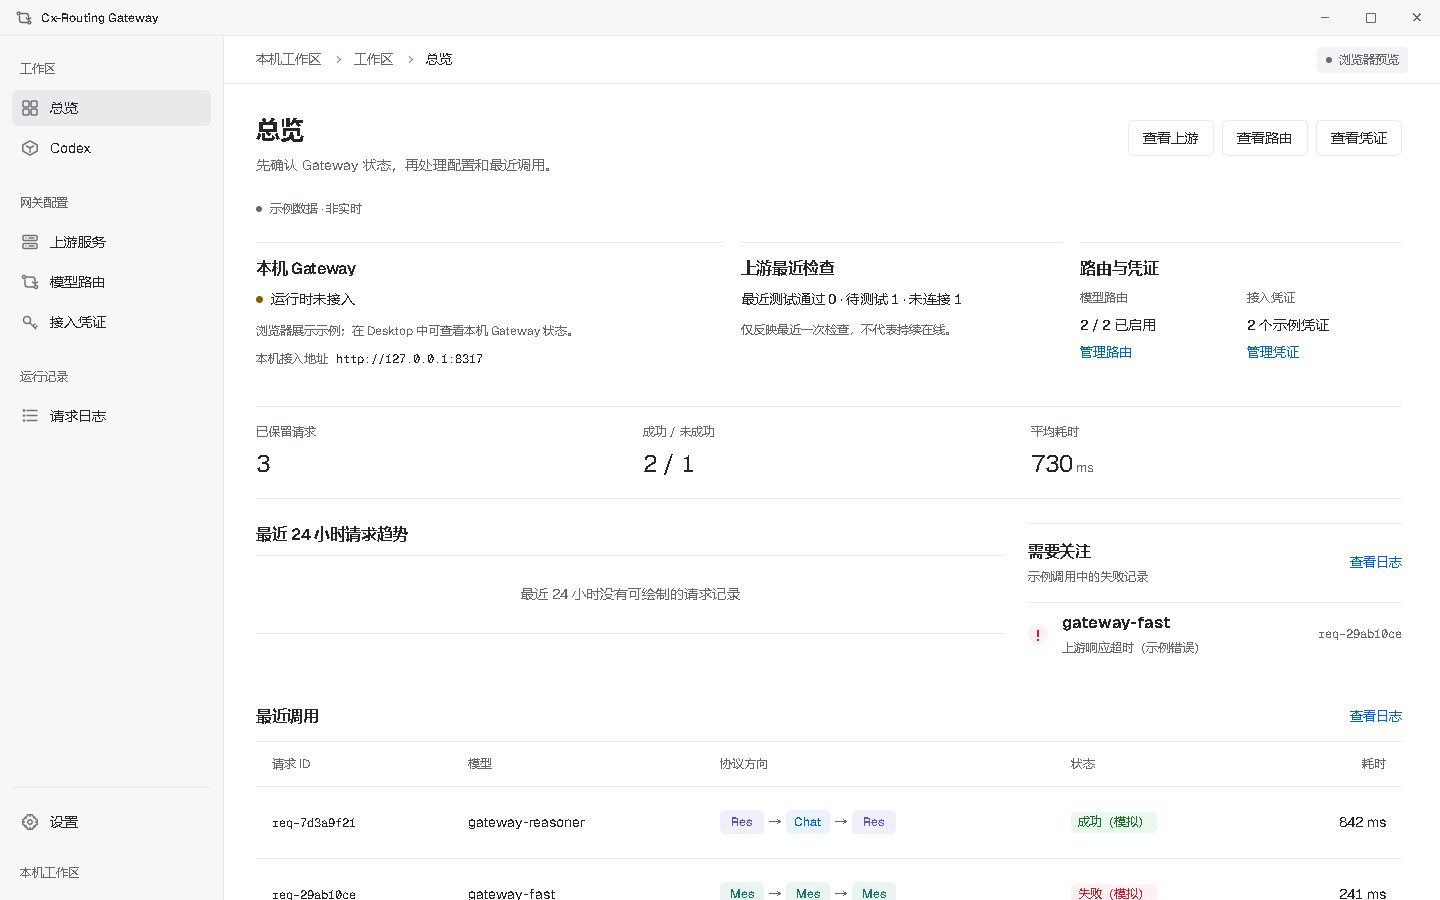 Cx-Routing Gateway
工作区
总览
Codex
网关配置
上游服务
模型路由
接入凭证
运行记录
请求日志
设置
本机工作区
本机工作区 > 工作区 > 总览
浏览器预览
总览
先确认 Gateway 状态，再处理配置和最近调用。
查看上游
查看路由
查看凭证
示例数据 · 非实时
本机 Gateway
运行时未接入
浏览器展示示例；在 Desktop 中可查看本机 Gateway 状态。
本机接入地址 http://127.0.0.1:8317
上游最近检查
最近测试通过 0 · 待测试 1 · 未连接 1
仅反映最近一次检查，不代表持续在线。
路由与凭证
模型路由
2 / 2 已启用
管理路由
接入凭证
2 个示例凭证
管理凭证
已保留请求
3
成功 / 未成功
2 / 1
平均耗时
730 ms
最近 24 小时请求趋势
最近 24 小时没有可绘制的请求记录
需要关注
示例调用中的失败记录
查看日志
!
gateway-fast
上游响应超时（示例错误）
req-29ab10ce
最近调用
查看日志
请求 ID 模型 协议方向 状态 耗时
req-7d3a9f21 gateway-reasoner Res → Chat → Res 成功（模拟） 842 ms
req-29ab10ce gateway-fast Mes → Mes → Mes 失败（模拟） 241 ms